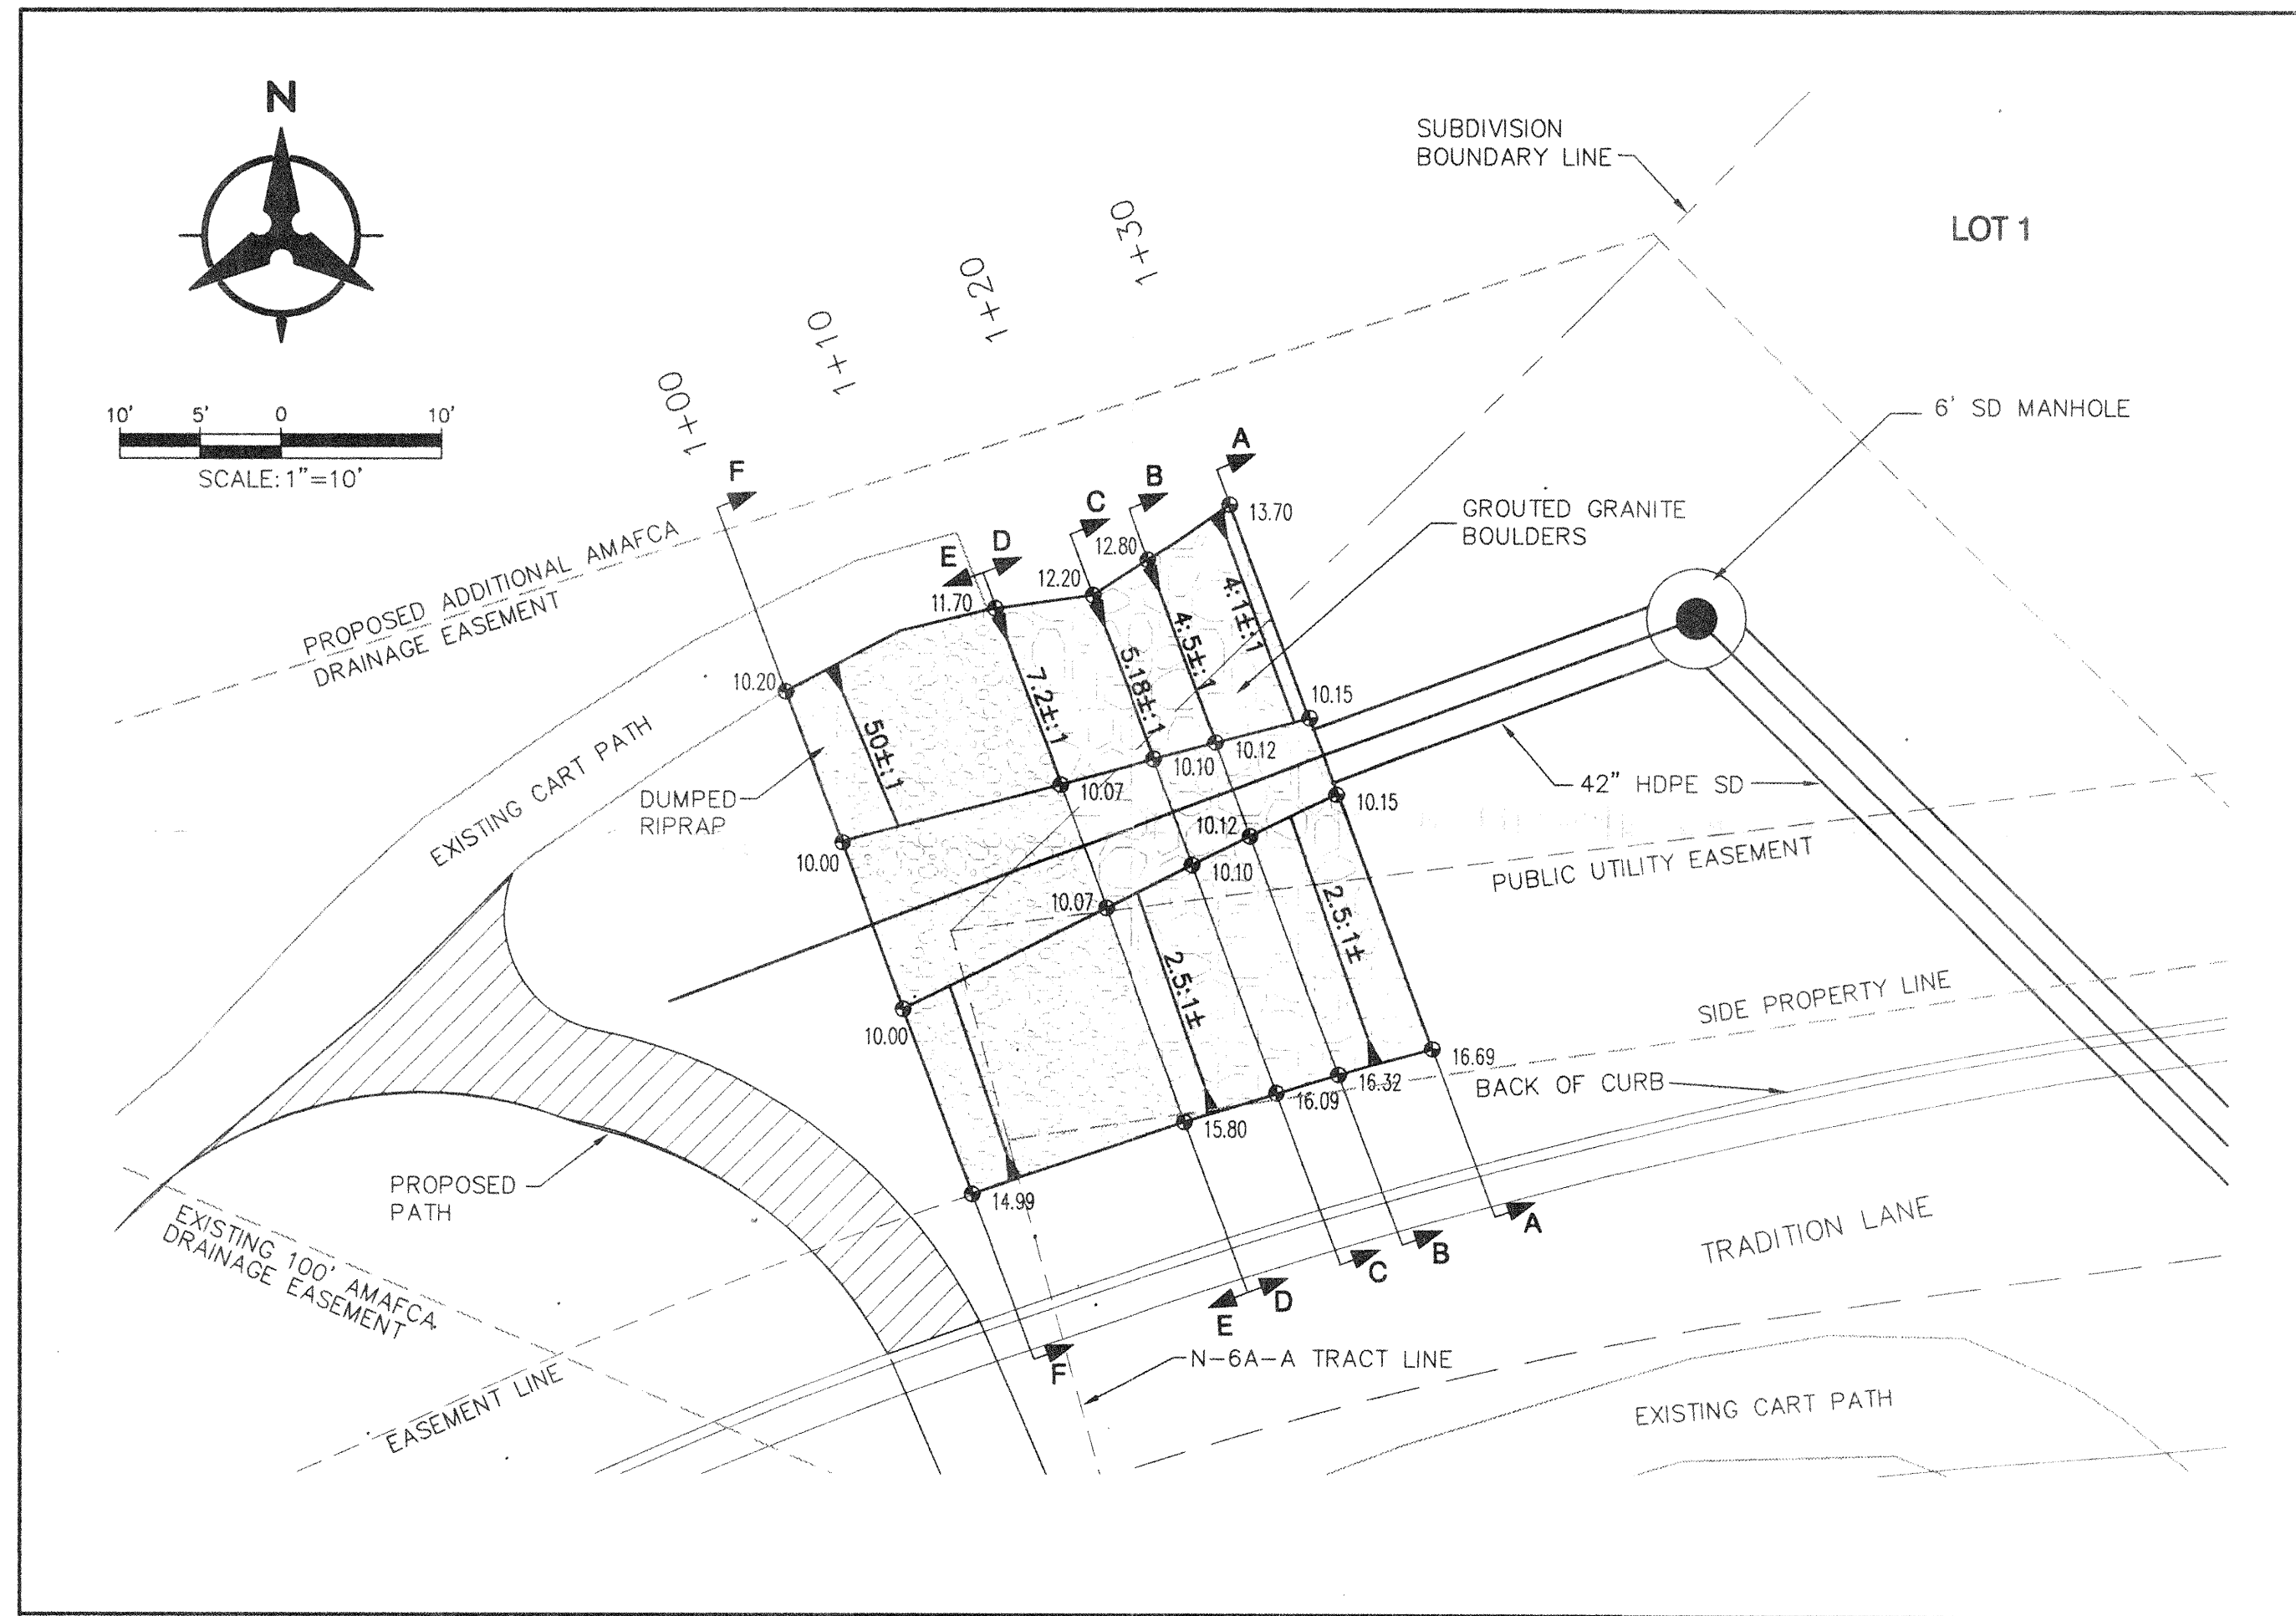 N
10' 5' 0 10'
SCALE: 1"=10'
SUBDIVISION
BOUNDARY LINE
LOT 1
1+00
1+10
1+20
1+30
6' SD MANHOLE
F
E
D
C
B
A
GROUTED GRANITE
BOULDERS
13.70
12.80
12.20
11.70
10.20
PROPOSED ADDITIONAL AMAFCA
DRAINAGE EASEMENT
EXISTING CART PATH
DUMPED
RIPRAP
50±:1
7.2±:1
5.18±:1
4:5±:1
4:1±:1
10.15
10.12
10.10
10.07
10.00
42" HDPE SD
10.15
10.12
10.10
10.07
10.00
PUBLIC UTILITY EASEMENT
2.5:1±
2.5:1±
SIDE PROPERTY LINE
BACK OF CURB
16.69
16.32
16.09
15.80
14.99
PROPOSED
PATH
EXISTING 100' AMAFCA
DRAINAGE EASEMENT
EASEMENT LINE
A
B
C
D
E
F
TRADITION LANE
N-6A-A TRACT LINE
EXISTING CART PATH